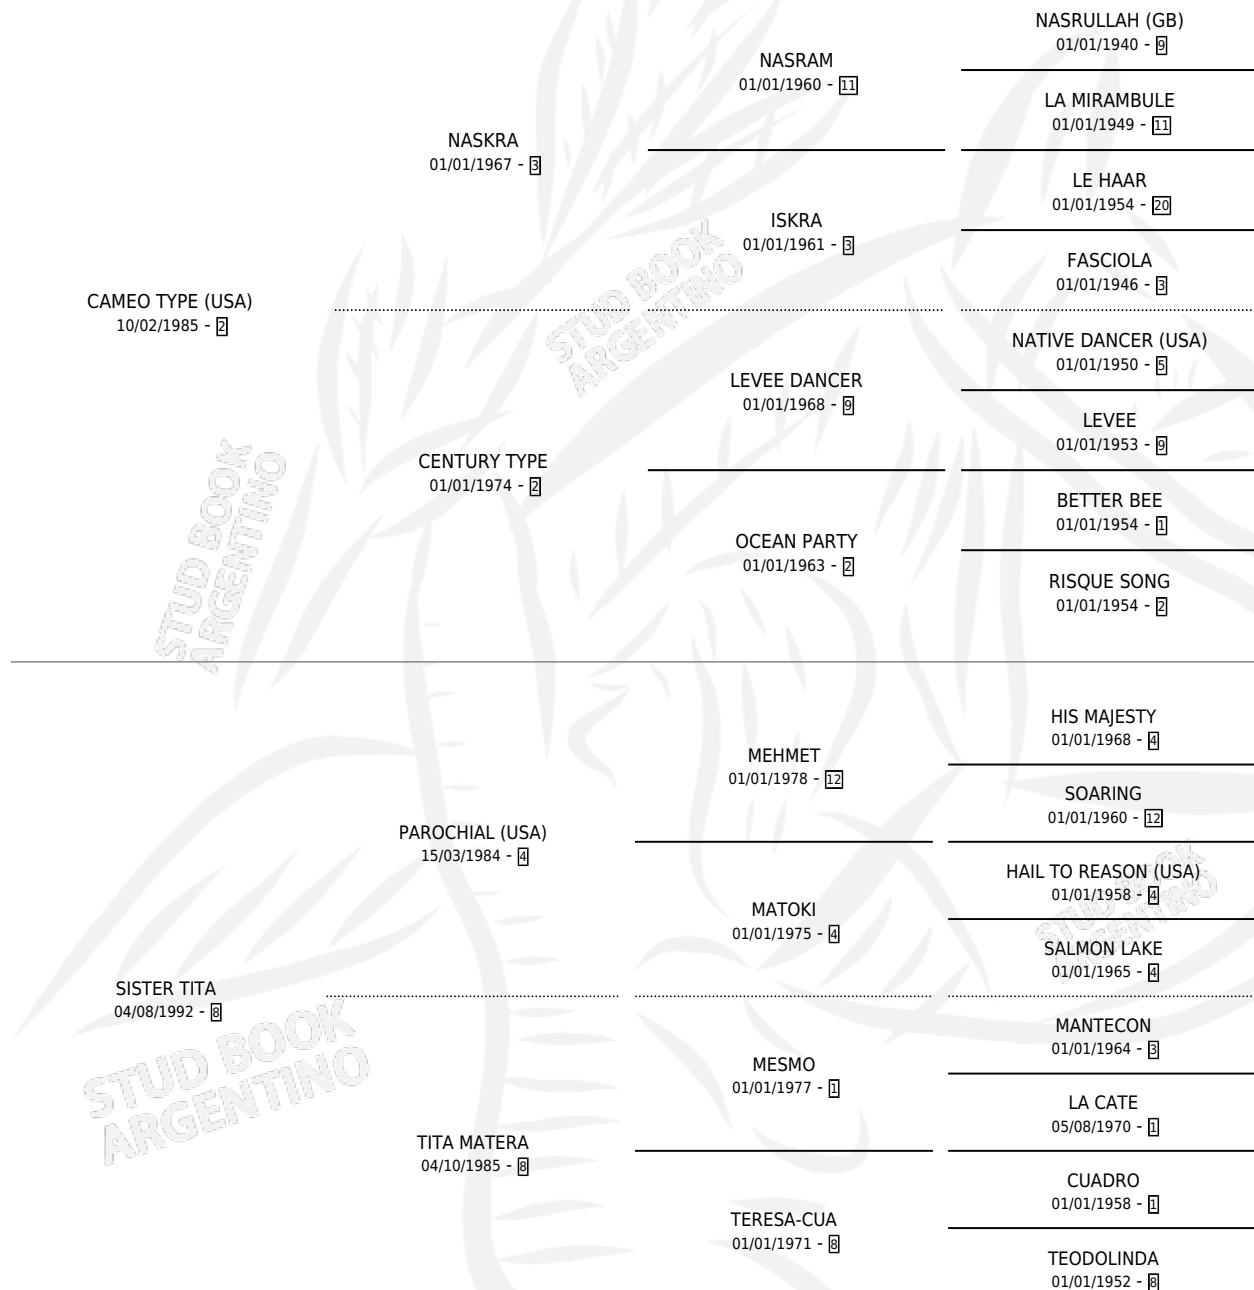 NASRULLAH (GB)
01/01/1940 - 9
NASRAM
01/01/1960 - 11
LA MIRAMBULE
01/01/1949 - 11
NASKRA
01/01/1967 - 3
LE HAAR
01/01/1954 - 20
ISKRA
01/01/1961 - 3
FASCIOLA
01/01/1946 - 3
CAMEO TYPE (USA)
10/02/1985 - 2
NATIVE DANCER (USA)
01/01/1950 - 5
LEVEE DANCER
01/01/1968 - 9
LEVEE
01/01/1953 - 9
CENTURY TYPE
01/01/1974 - 2
BETTER BEE
01/01/1954 - 1
OCEAN PARTY
01/01/1963 - 2
RISQUE SONG
01/01/1954 - 2
HIS MAJESTY
01/01/1968 - 4
MEHMET
01/01/1978 - 12
SOARING
01/01/1960 - 12
PAROCHIAL (USA)
15/03/1984 - 4
HAIL TO REASON (USA)
01/01/1958 - 4
MATOKI
01/01/1975 - 4
SALMON LAKE
01/01/1965 - 4
SISTER TITA
04/08/1992 - 8
MANTECON
01/01/1964 - 3
MESMO
01/01/1977 - 1
LA CATE
05/08/1970 - 1
TITA MATERA
04/10/1985 - 8
CUADRO
01/01/1958 - 1
TERESA-CUA
01/01/1971 - 8
TEODOLINDA
01/01/1952 - 8
STUD BOOK
ARGENTINO
STUD BOOK
ARGENTINO
STUD BOOK
ARGENTINO
STUD BOOK
ARGENTINO